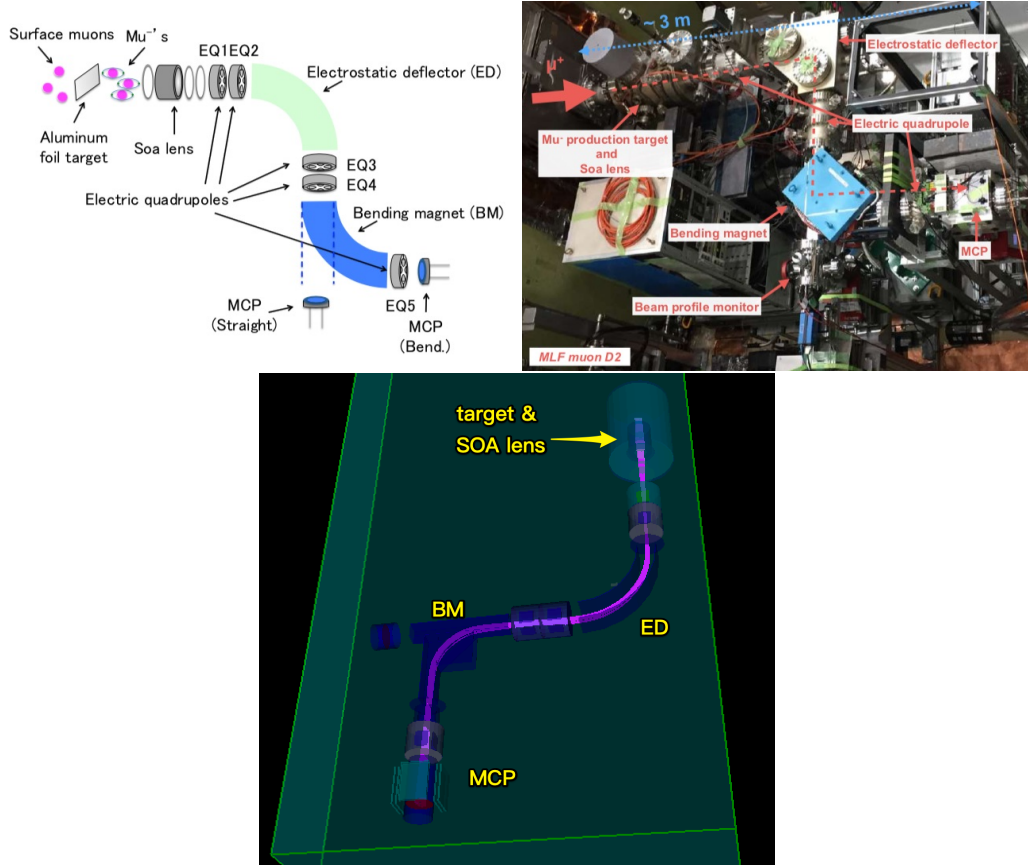 Surface muons
Mu⁻'s
EQ1EQ2
Electrostatic deflector (ED)
Aluminum
foil target
Soa lens
EQ3
EQ4
Electric quadrupoles
Bending magnet (BM)
MCP
(Straight)
EQ5
MCP
(Bend.)
~ 3 m
Electrostatic deflector
μ⁺
Electric quadrupole
Mu⁻ production target
and
Soa lens
Bending magnet
MCP
Beam profile monitor
MLF muon D2
target &
SOA lens
BM
ED
MCP